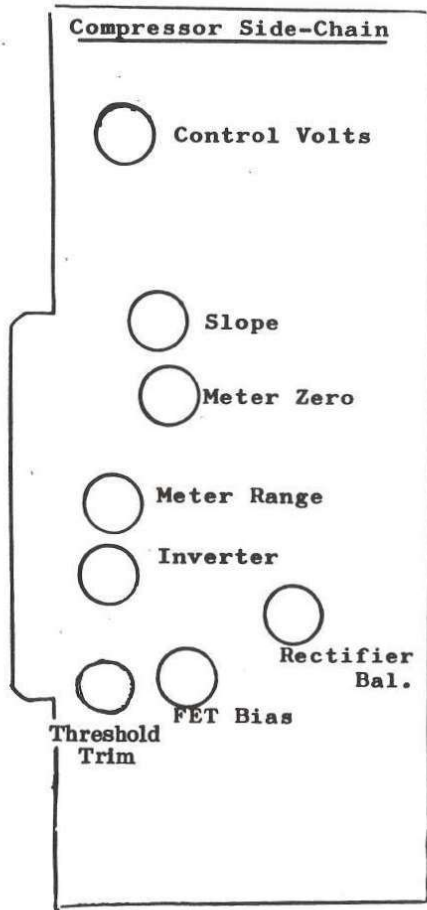 Compressor Side-Chain
Control Volts
Slope
Meter Zero
Meter Range
Inverter
Rectifier
Bal.
FET Bias
Threshold
Trim